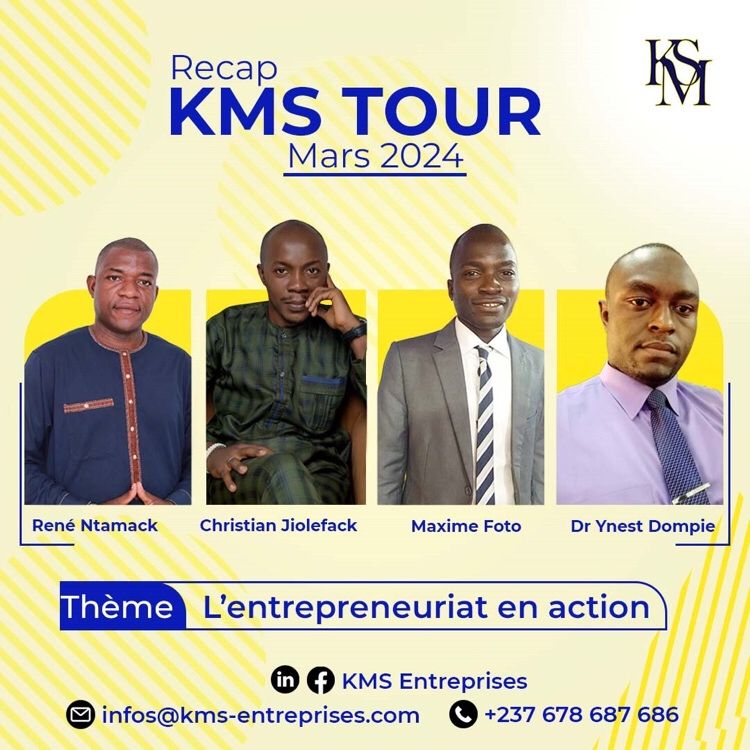 Recap
KSM
KMS TOUR
Mars 2024
René Ntamack
Christian Jiolefack
Maxime Foto
Dr Ynest Dompie
Thème L’entrepreneuriat en action
in f KMS Entreprises
infos@kms-entreprises.com +237 678 687 686